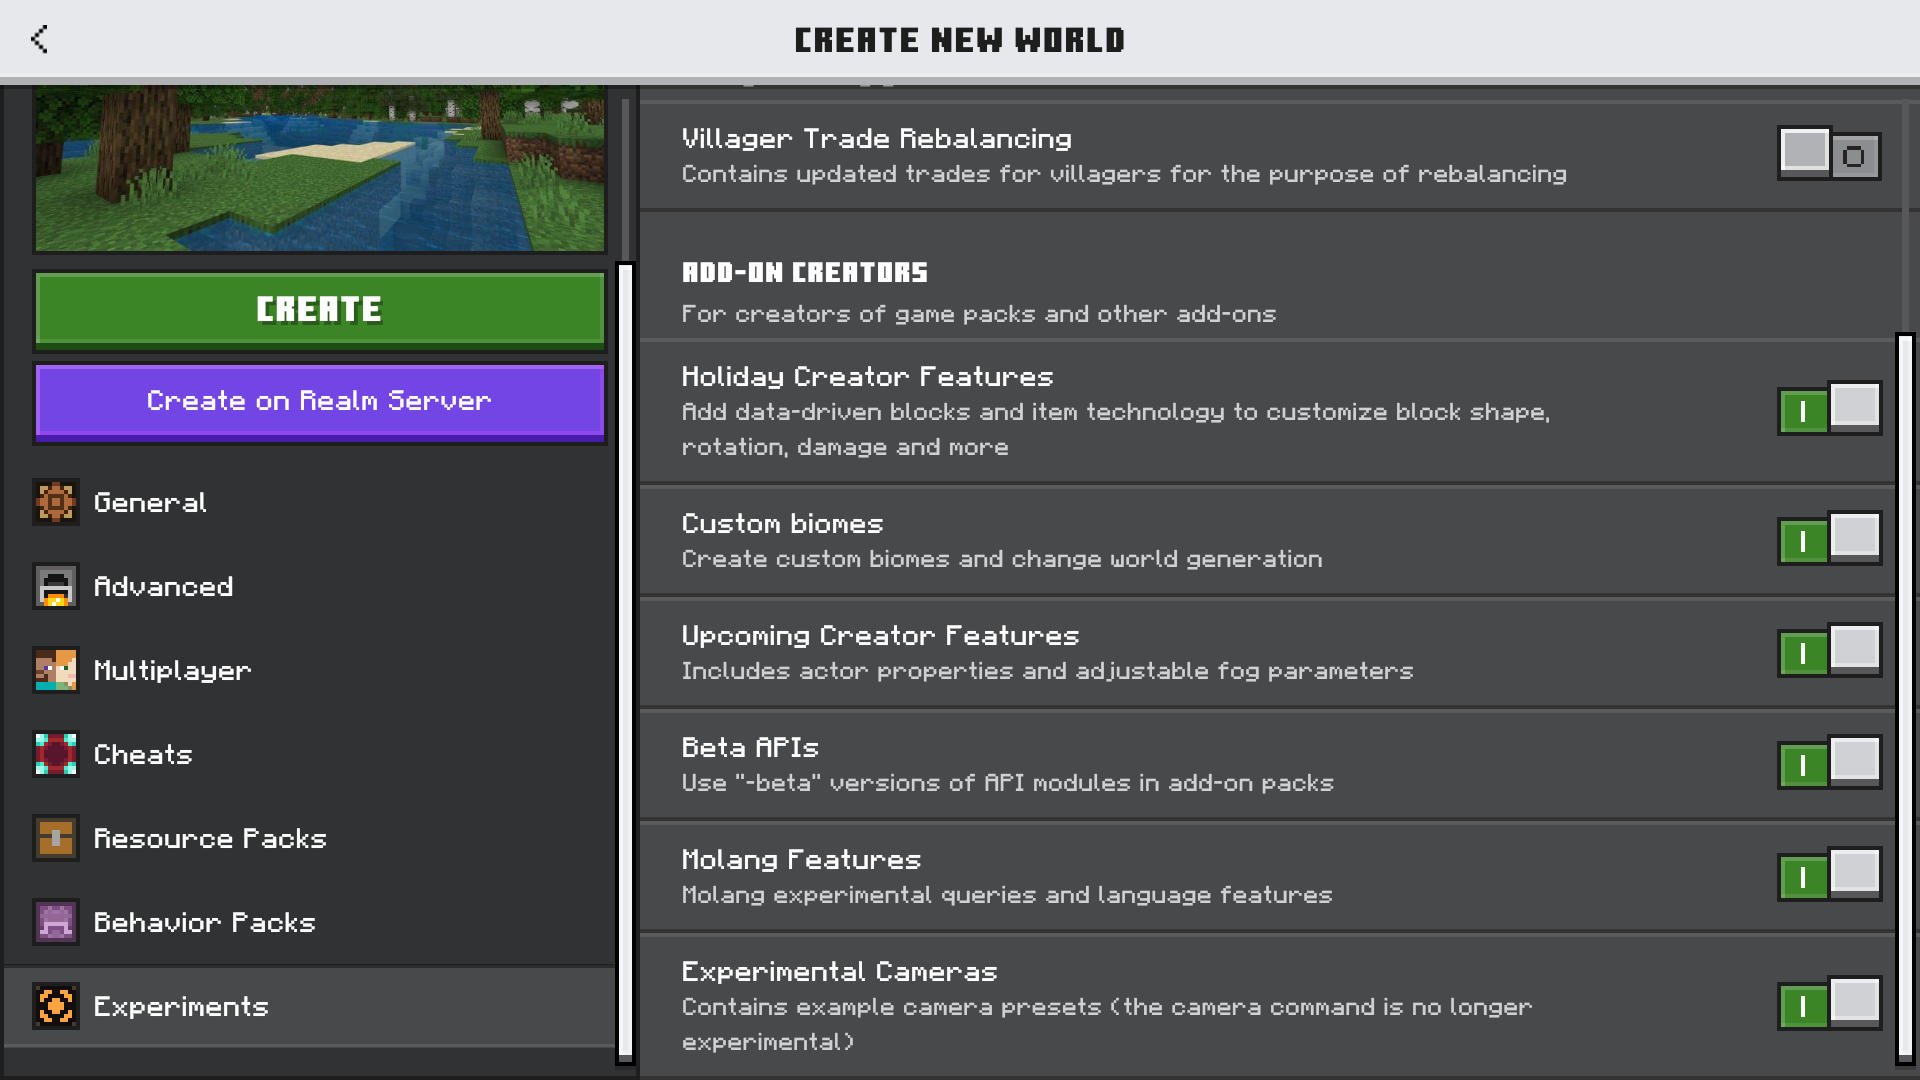 CREATE NEW WORLD
CREATE
Create on Realm Server
General
Advanced
Multiplayer
Cheats
Resource Packs
Behavior Packs
Experiments
Villager Trade Rebalancing
Contains updated trades for villagers for the purpose of rebalancing
ADD-ON CREATORS
For creators of game packs and other add-ons
Holiday Creator Features
Add data-driven blocks and item technology to customize block shape,
rotation, damage and more
Custom biomes
Create custom biomes and change world generation
Upcoming Creator Features
Includes actor properties and adjustable fog parameters
Beta APIs
Use "-beta" versions of API modules in add-on packs
Molang Features
Molang experimental queries and language features
Experimental Cameras
Contains example camera presets (the camera command is no longer
experimental)